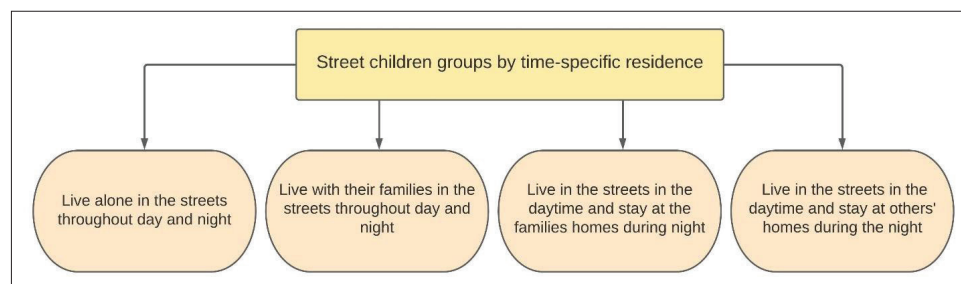 Street children groups by time-specific residence
Live alone in the streets
throughout day and night
Live with their families in the
streets throughout day and
night
Live in the streets in the
daytime and stay at the
families homes during night
Live in the streets in the
daytime and stay at others'
homes during the night